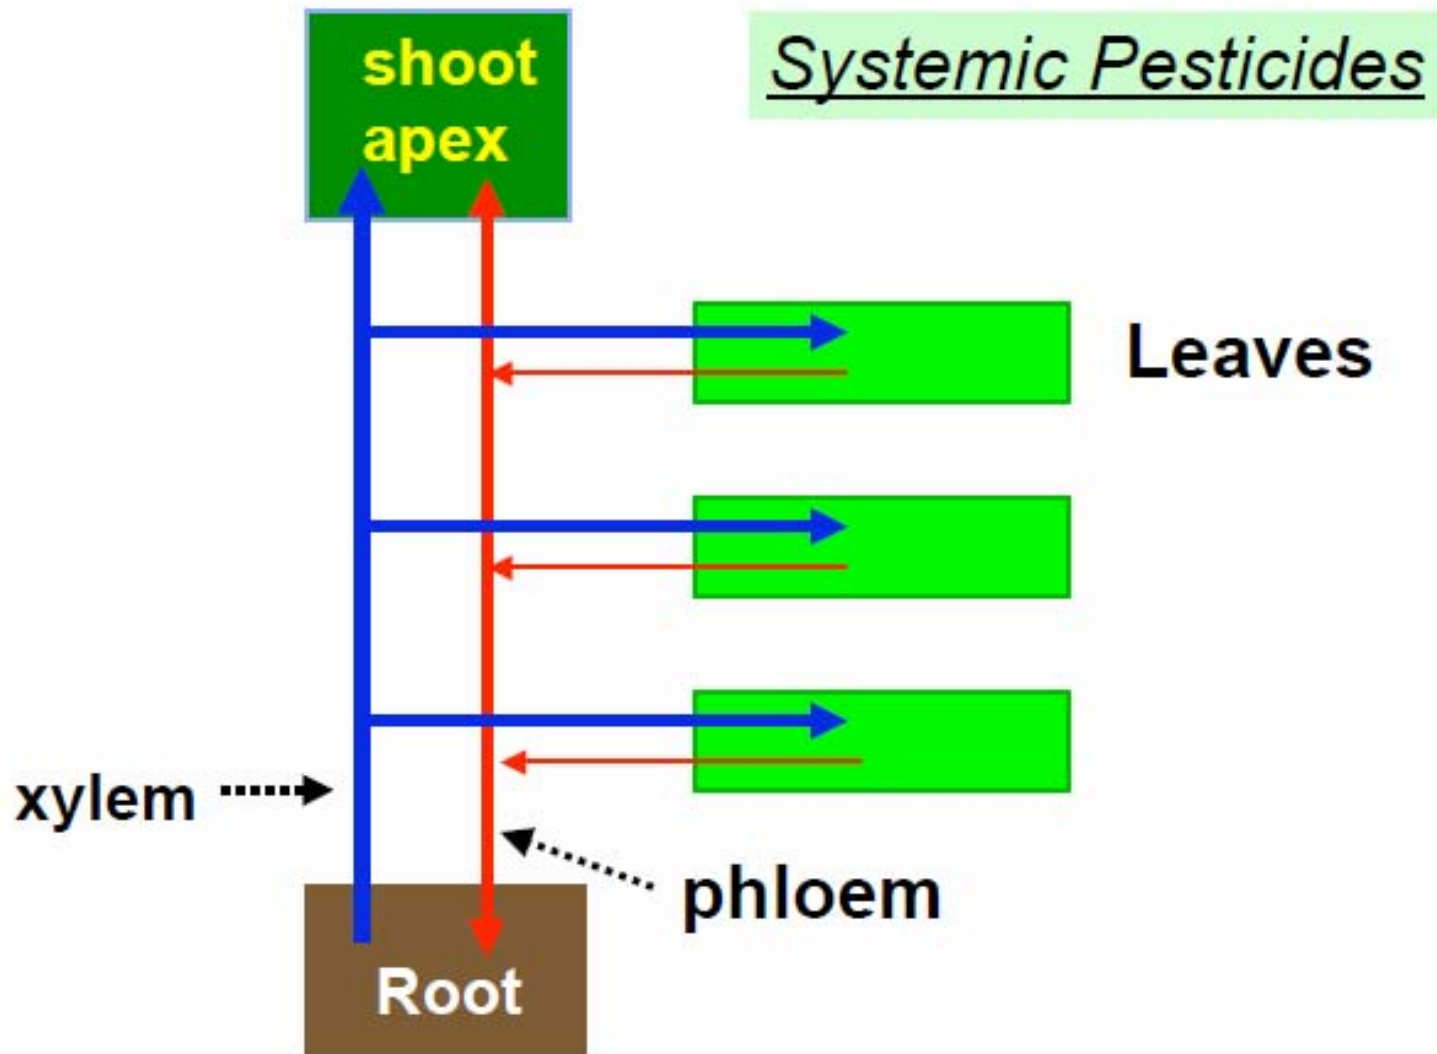 Systemic Pesticides
shoot
apex
Leaves
xylem
phloem
Root